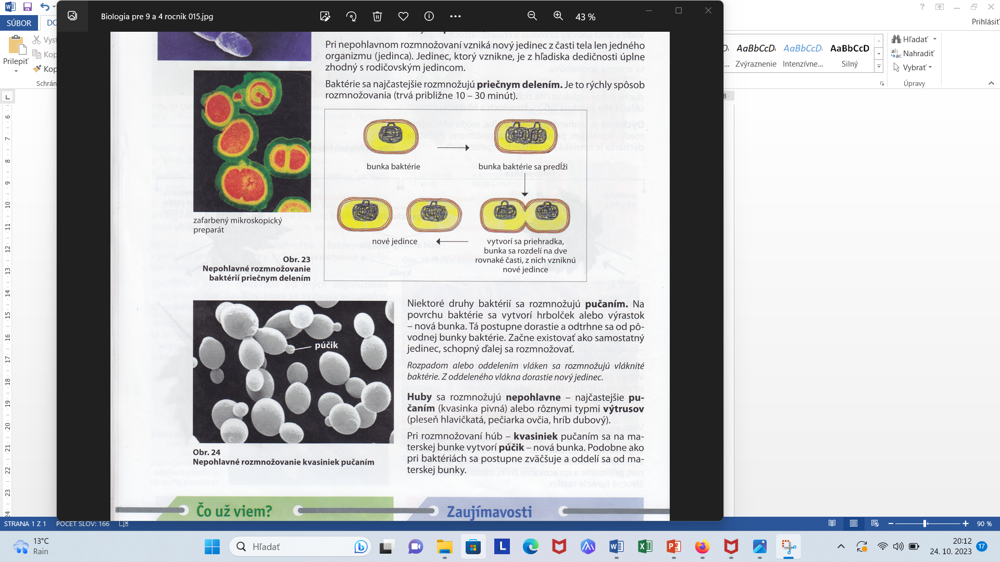 SÚBOR
Prilepiť
Schrán
Biologia pre 9 a 4 rocnik 015.jpg
43 %
Prihlásiť
AaBbCcD
AaBbCcD
AaBbCcD
Zvýraznenie
Intenzívne...
Silný
Hľadať
Nahradiť
Vybrať
Úpravy
Pri nepohlavnom rozmnožovaní vzniká nový jedinec z časti tela len jedného
organizmu (jedinca). Jedinec, ktorý vznikne, je z hľadiska dedičnosti úplne
zhodný s rodičovským jedincom.
Baktérie sa najčastejšie rozmnožujú priečnym delením. Je to rýchly spôsob
rozmnožovania (trvá približne 10 – 30 minút).
bunka baktérie
bunka baktérie sa predĺži
nové jedince
vytvorí sa priehradka,
bunka sa rozdelí na dve
rovnaké časti, z nich vzniknú
nové jedince
zafarbený mikroskopický
preparát
Obr. 23
Nepohlavné rozmnožovanie
baktérií priečnym delením
púčik
Obr. 24
Nepohlavné rozmnožovanie kvasiniek pučaním
Niektoré druhy baktérií sa rozmnožujú pučaním. Na
povrchu baktérie sa vytvorí hrbolček alebo výrastok
– nová bunka. Tá postupne dorastie a odtrhne sa od pô-
vodnej bunky baktérie. Začne existovať ako samostatný
jedinec, schopný ďalej sa rozmnožovať.
Rozpadom alebo oddelením vláken sa rozmnožujú vláknité
baktérie. Z oddeleného vlákna dorastie nový jedinec.
Huby sa rozmnožujú nepohlavne – najčastejšie pu-
čaním (kvasinka pivná) alebo rôznymi typmi výtrusov
(pleseň hlavičkatá, pečiarka ovčia, hríb dubový).
Pri rozmnožovaní húb – kvasiniek pučaním sa na ma-
terskej bunke vytvorí púčik – nová bunka. Podobne ako
pri baktériách sa postupne zväčšuje a oddelí sa od ma-
terskej bunky.
Čo už viem?
Zaujímavosti
STRANA 1 Z 1
POČET SLOV: 166
90 %
13°C
Rain
Hľadať
20:12
24. 10. 2023
17